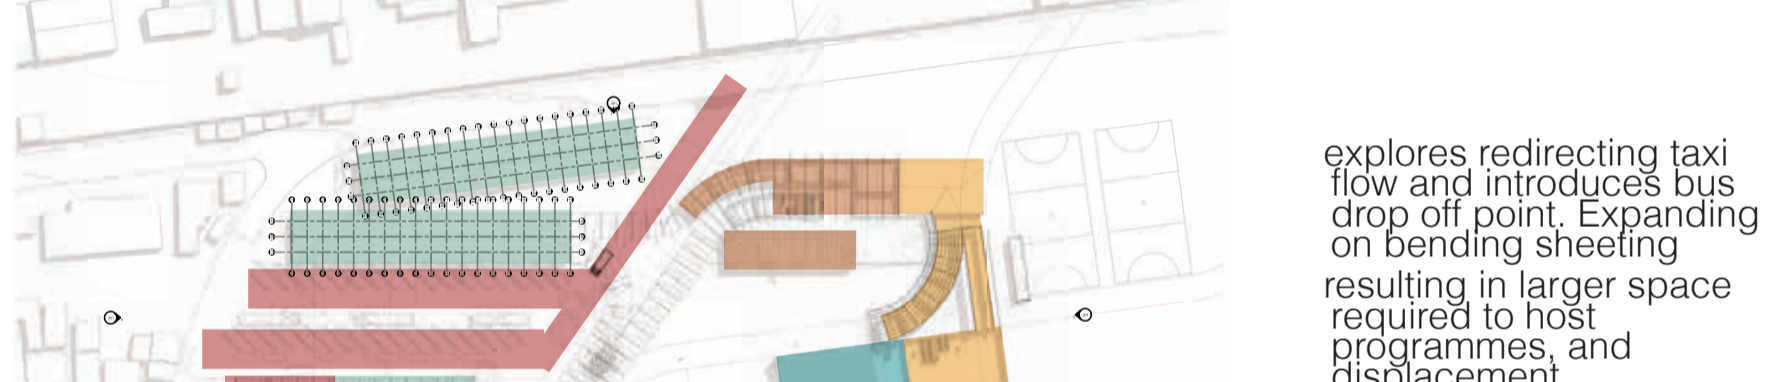 explores redirecting taxi
flow and introduces bus
drop off point. Expanding
on bending sheeting
resulting in larger space
required to host
programmes, and
displacement